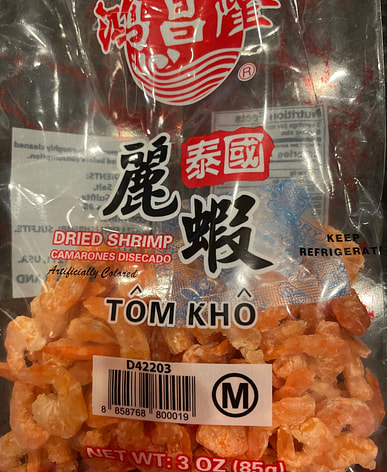 鴻昌隆
®
泰國
麗蝦
DRIED SHRIMP
CAMARONES DISECADO
Artificially Colored
KEEP
REFRIGERATE
TÔM KHÔ
D42203
8 858768 800019
M
NET WT: 3 OZ (85g)